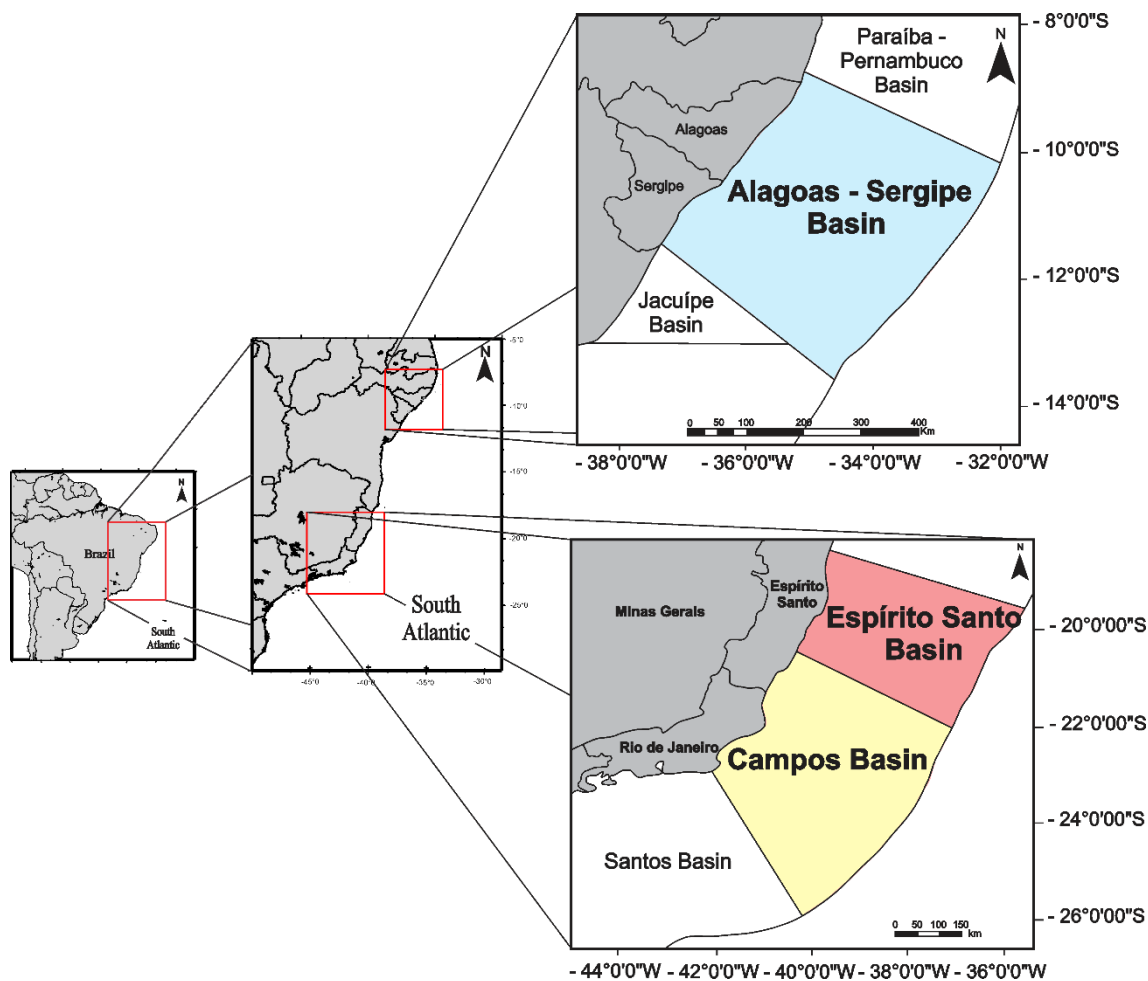 Brazil
South
Atlantic
N
-5°0
-10°0
-15°0
-20°0
-25°0
-45°0
-40°0
-35°0
-30°0
South
Atlantic
N
Paraíba -
Pernambuco
Basin
N
Alagoas
Sergipe
Alagoas - Sergipe
Basin
Jacuípe
Basin
0 50 100 200 300 400
Km
- 8°0'0"S
- 10°0'0"S
- 12°0'0"S
- 14°0'0"S
- 38°0'0"W
- 36°0'0"W
- 34°0'0"W
- 32°0'0"W
N
Espírito
Santo
Minas Gerais
Espírito Santo
Basin
Rio de Janeiro
Campos Basin
Santos Basin
0 50 100 150
km
- 20°0'00"S
- 22°0'00"S
- 24°0'00"S
- 26°0'00"S
- 44°0'0"W
- 42°0'0"W
- 40°0'0"W
- 38°0'0"W
- 36°0'0"W